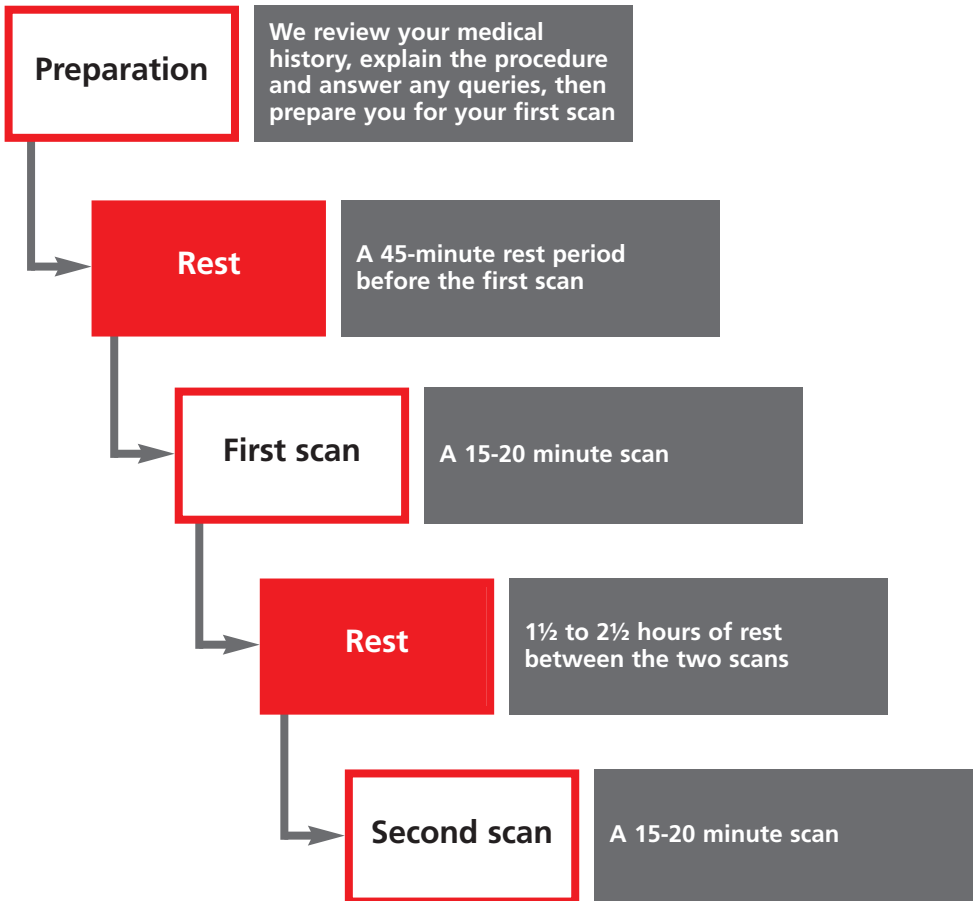 Preparation
We review your medical
history, explain the procedure
and answer any queries, then
prepare you for your first scan
Rest
A 45-minute rest period
before the first scan
First scan
A 15-20 minute scan
Rest
1½ to 2½ hours of rest
between the two scans
Second scan
A 15-20 minute scan